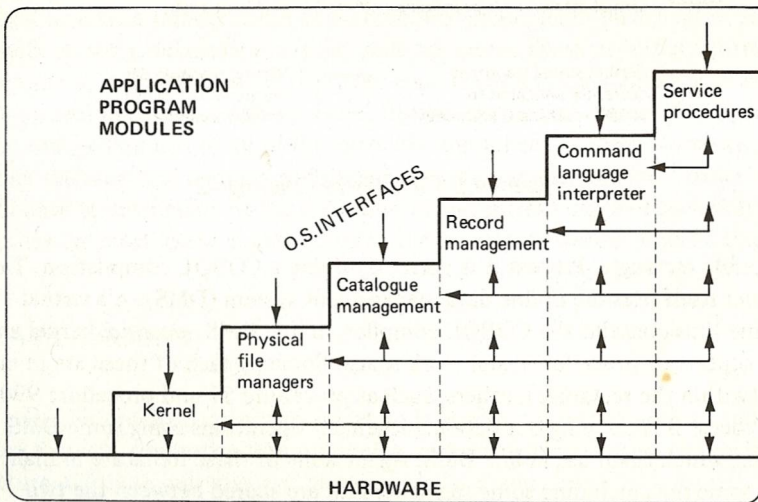 APPLICATION
PROGRAM
MODULES
Service
procedures
Command
language
interpreter
O.S. INTERFACES
Record
management
Catalogue
management
Physical
file
managers
Kernel
HARDWARE